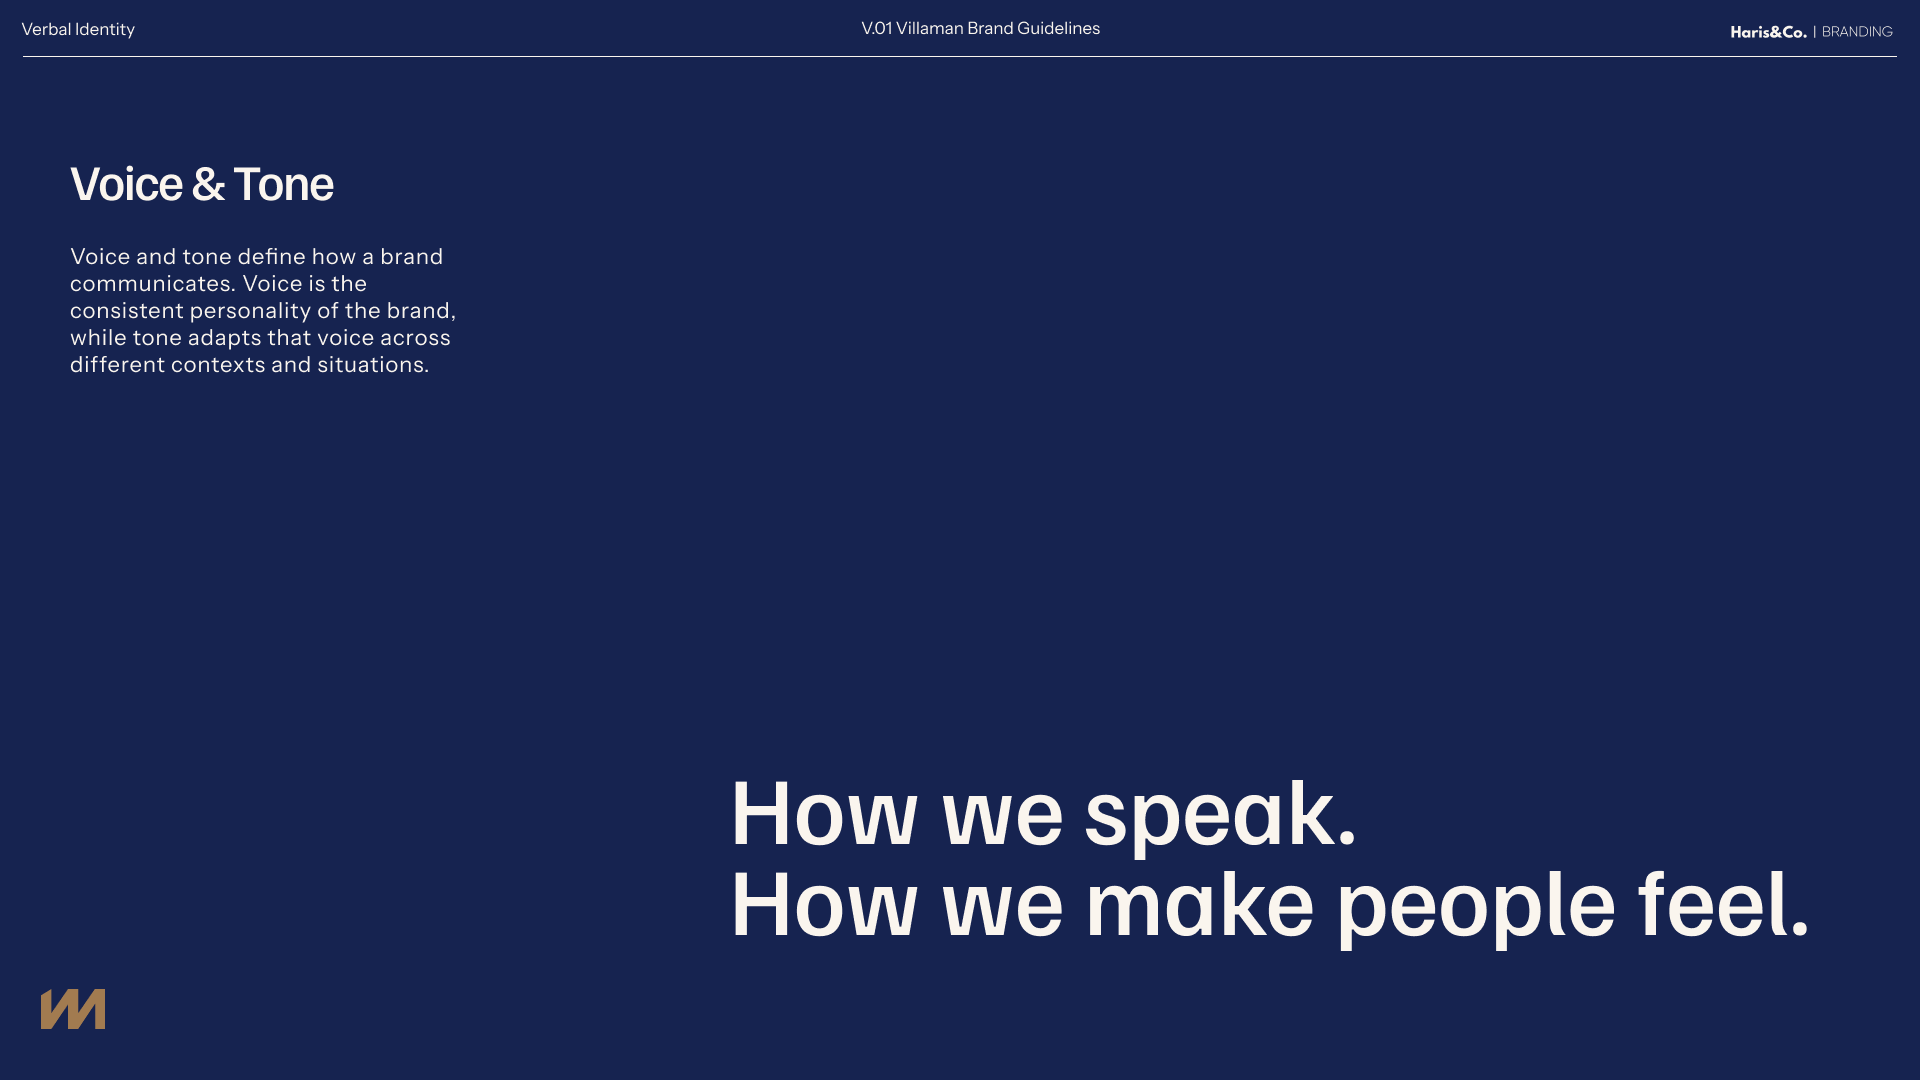 Verbal Identity
V.01 Villaman Brand Guidelines
Haris&Co. | BRANDING
Voice & Tone
Voice and tone define how a brand
communicates. Voice is the
consistent personality of the brand,
while tone adapts that voice across
different contexts and situations.
How we speak.
How we make people feel.